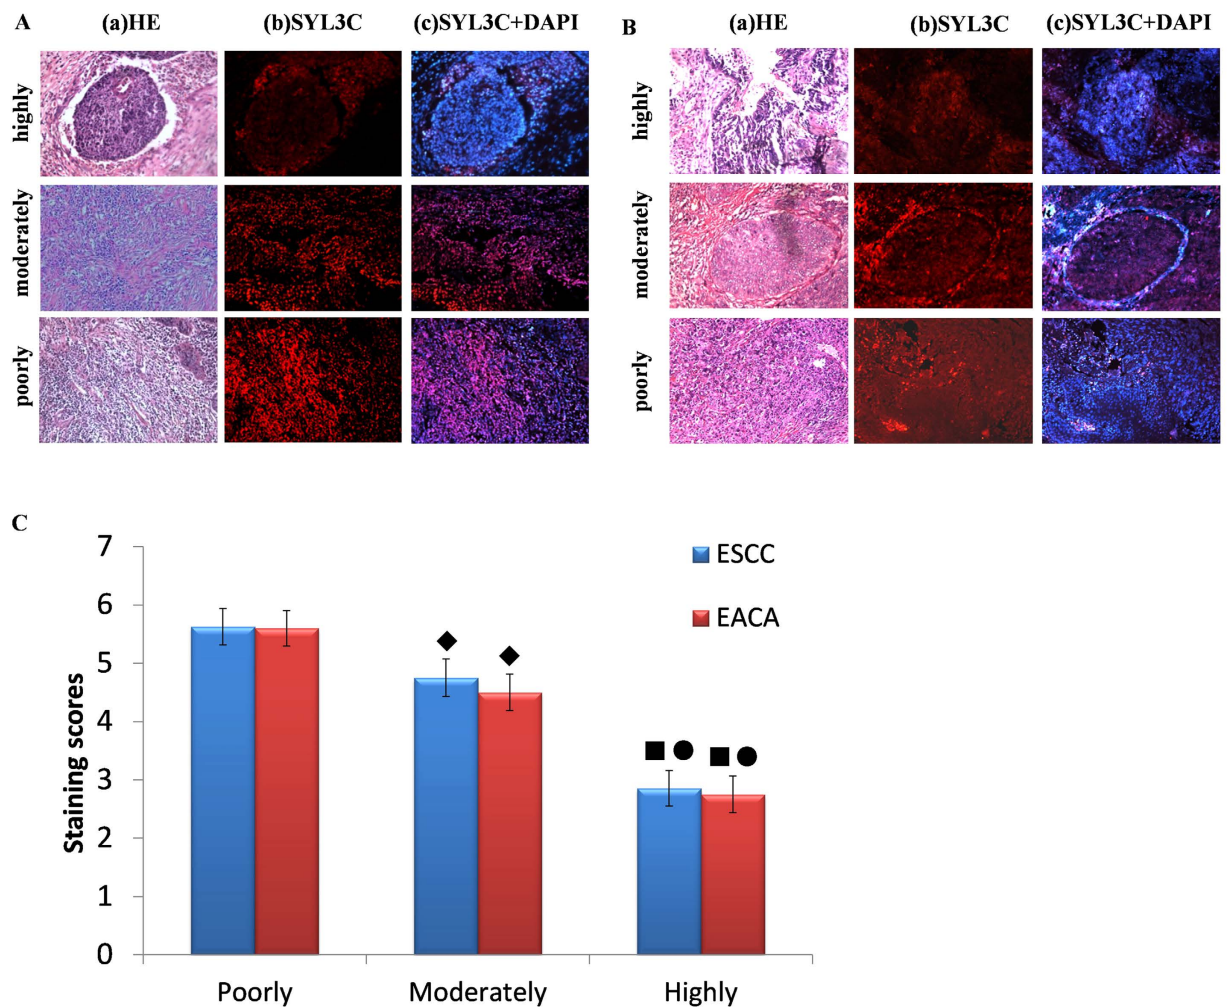 A
(a)HE
(b)SYL3C
(c)SYL3C+DAPI
highly
moderately
poorly
B
(a)HE
(b)SYL3C
(c)SYL3C+DAPI
highly
moderately
poorly
C
Staining scores
7
6
5
4
3
2
1
0
ESCC
EACA
Poorly
Moderately
Highly